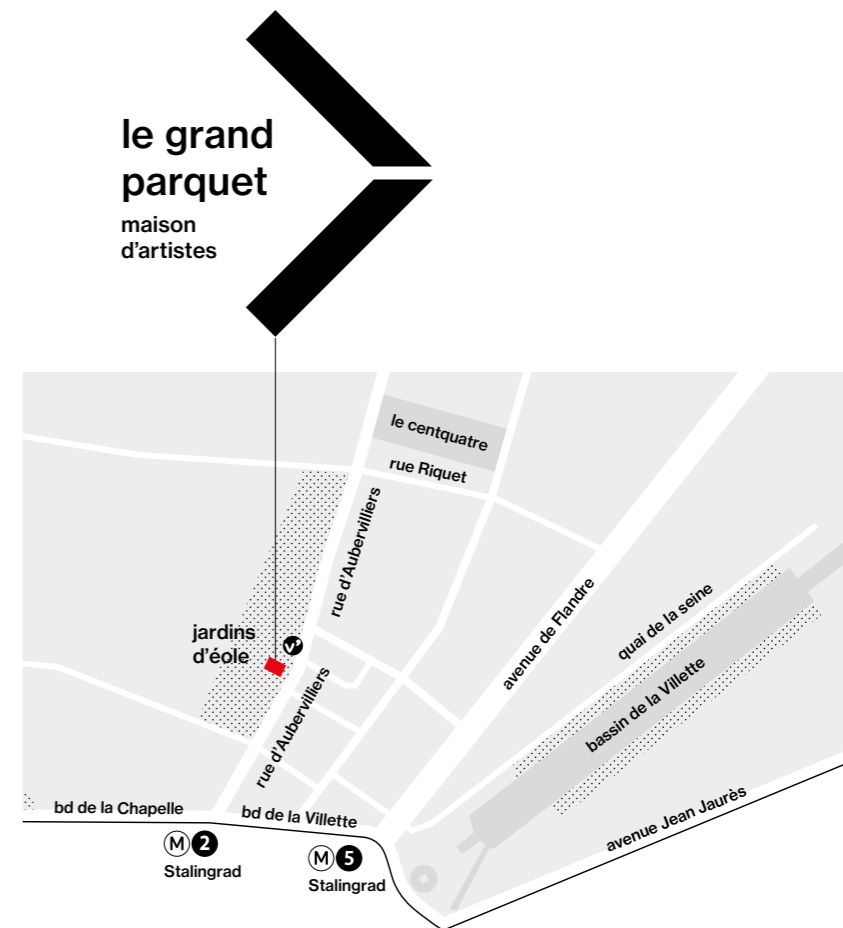 le grand
parquet
maison
d’artistes
le centquatre
rue Riquet
rue d’Aubervilliers
jardins
d’éole
v’
rue d’Aubervilliers
avenue de Flandre
quai de la seine
bassin de la Villette
avenue Jean Jaurès
bd de la Chapelle
bd de la Villette
M 2
Stalingrad
M 5
Stalingrad